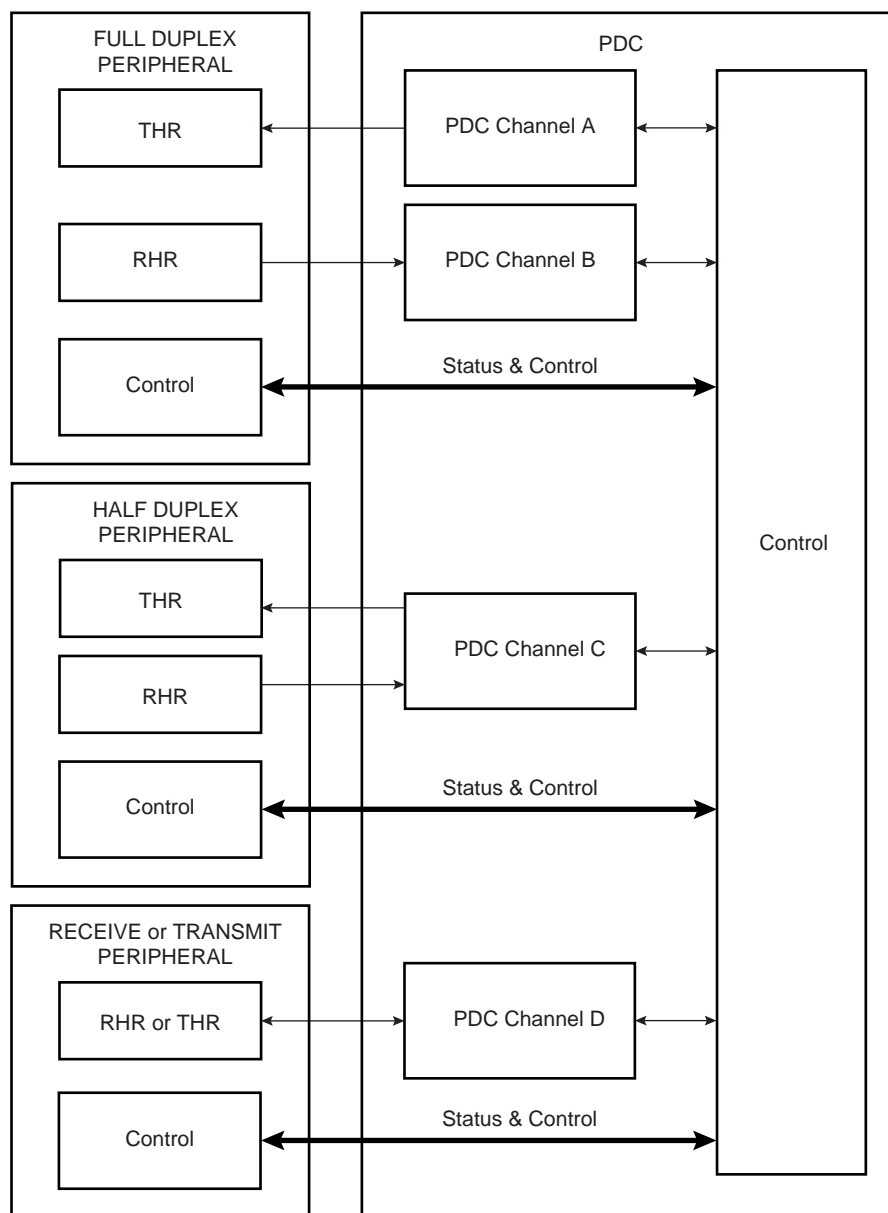 FULL DUPLEX
PERIPHERAL
PDC
THR
PDC Channel A
RHR
PDC Channel B
Control
Status & Control
HALF DUPLEX
PERIPHERAL
Control
THR
PDC Channel C
RHR
Control
Status & Control
RECEIVE or TRANSMIT
PERIPHERAL
RHR or THR
PDC Channel D
Control
Status & Control